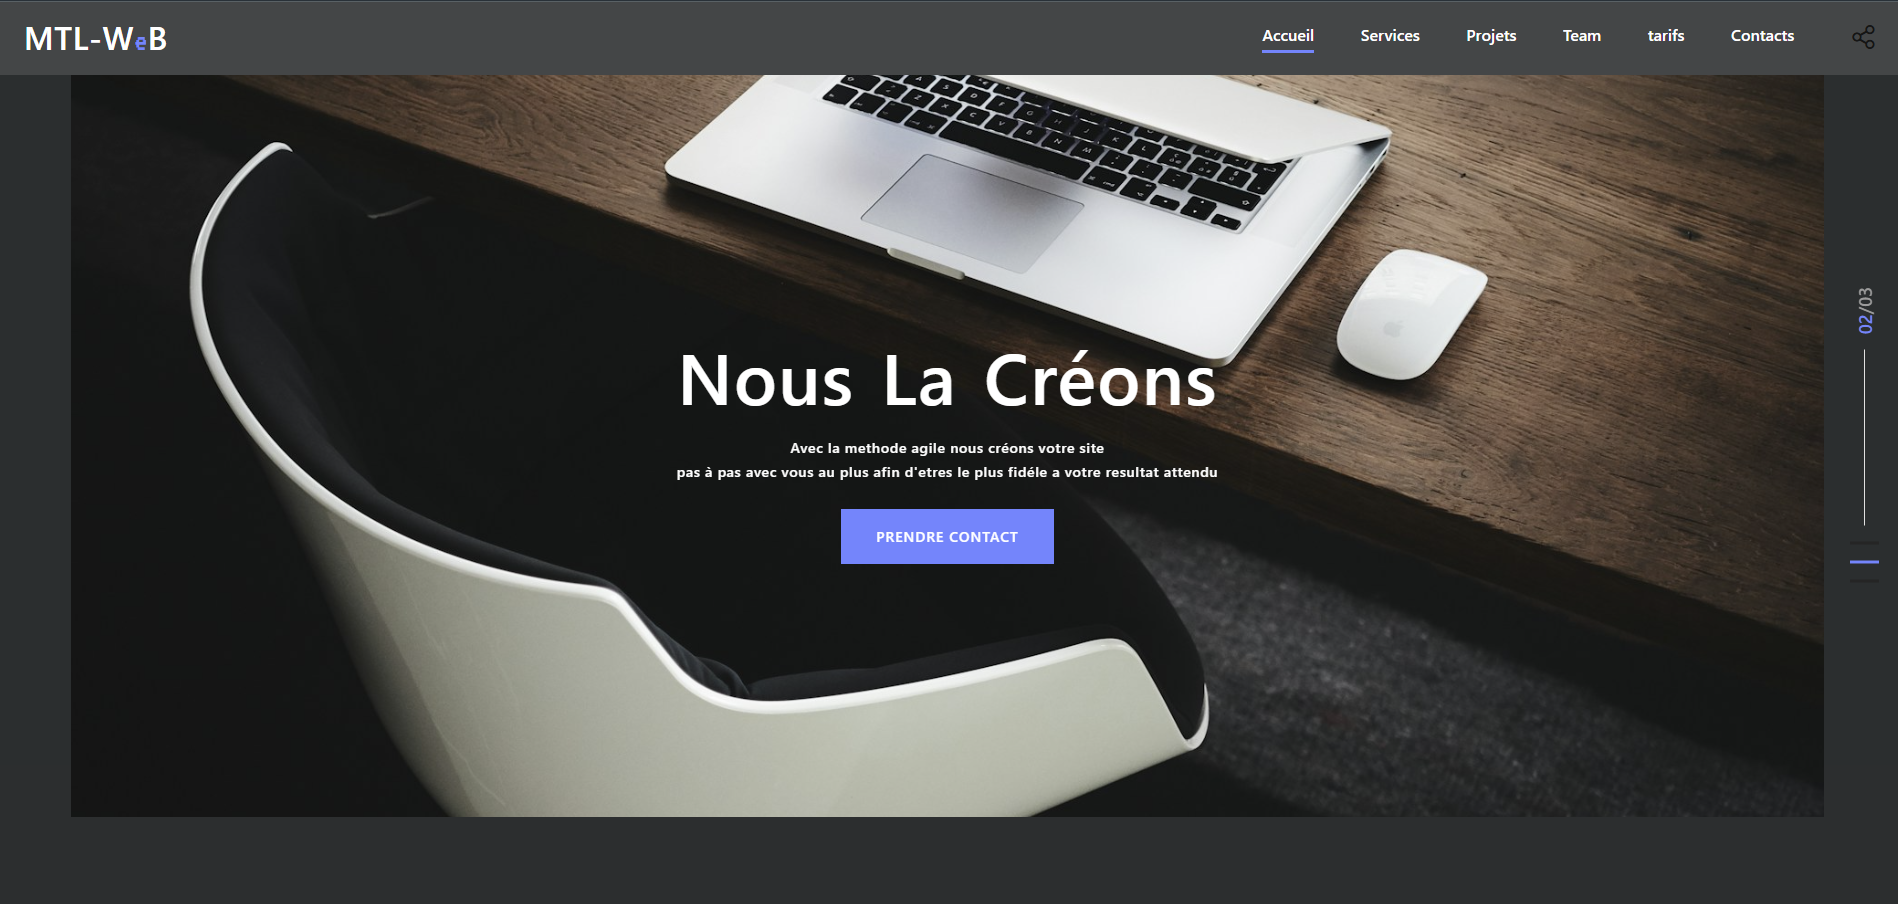 MTL-WeB
Accueil
Services
Projets
Team
tarifs
Contacts
02/03
Nous La Créons
Avec la methode agile nous créons votre site
pas à pas avec vous au plus afin d'etres le plus fidéle a votre resultat attendu
PRENDRE CONTACT